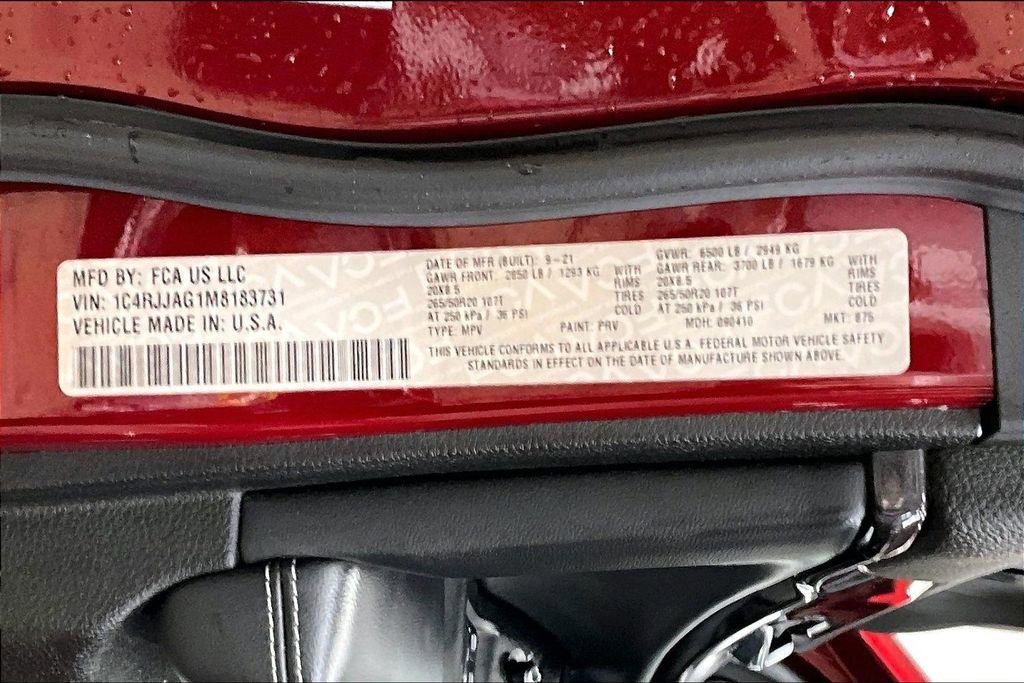 MFD BY: FCA US LLC
VIN: 1C4RJJAG1M8183731
VEHICLE MADE IN: U.S.A.
DATE OF MFR (BUILT): 9-21
GAWR FRONT: 2850 LB / 1293 KG WITH
20X8.5 RIMS
265/50R20 107T TIRES
AT 250 kPa / 36 PSI COLD
TYPE: MPV PAINT: PRV
GVWR: 6500 LB / 2949 KG
GAWR REAR: 3700 LB / 1679 KG WITH
20X8.5 RIMS
265/50R20 107T TIRES
AT 250 kPa / 36 PSI COLD
MDH: 090410 MKT: 875
THIS VEHICLE CONFORMS TO ALL APPLICABLE U.S.A. FEDERAL MOTOR VEHICLE SAFETY
STANDARDS IN EFFECT ON THE DATE OF MANUFACTURE SHOWN ABOVE.